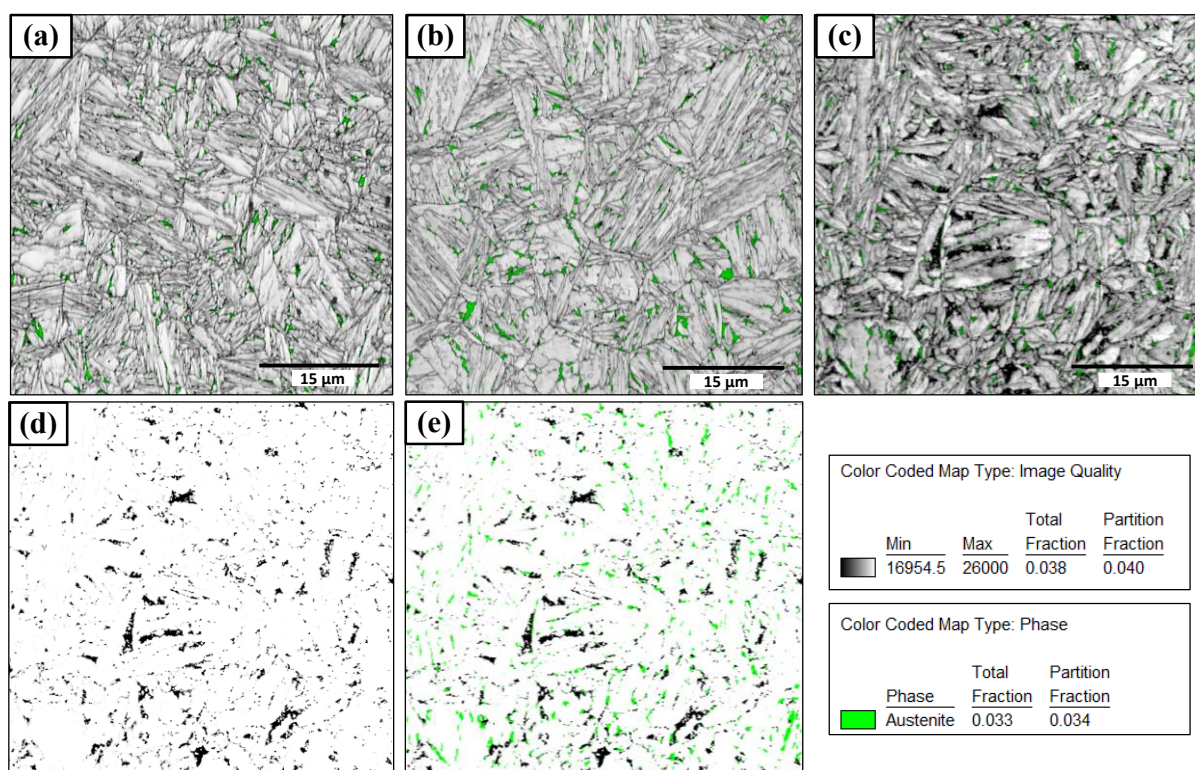 (a)
(b)
(c)
15 µm
15 µm
15 µm
(d)
(e)
Color Coded Map Type: Image Quality
Total Partition
Min Max Fraction Fraction
16954.5 26000 0.038 0.040
Color Coded Map Type: Phase
Total Partition
Phase Fraction Fraction
Austenite 0.033 0.034